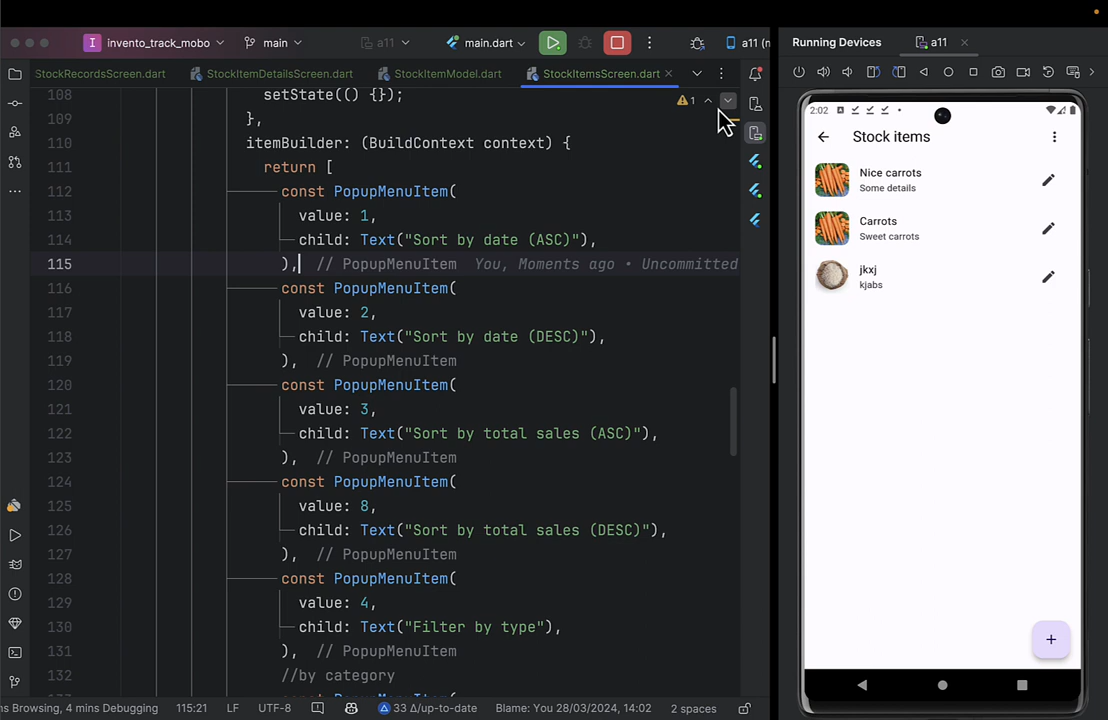 invento_track_mobo
main
a11
main.dart
a11 (m
Running Devices
a11
StockRecordsScreen.dart
StockItemDetailsScreen.dart
StockItemModel.dart
StockItemsScreen.dart
108 setState(() {});
109 },
110 itemBuilder: (BuildContext context) {
111 return [
112 const PopupMenuItem(
113 value: 1,
114 child: Text("Sort by date (ASC)"),
115 ), // PopupMenuItem You, Moments ago • Uncommitted
116 const PopupMenuItem(
117 value: 2,
118 child: Text("Sort by date (DESC)"),
119 ), // PopupMenuItem
120 const PopupMenuItem(
121 value: 3,
122 child: Text("Sort by total sales (ASC)"),
123 ), // PopupMenuItem
124 const PopupMenuItem(
125 value: 8,
126 child: Text("Sort by total sales (DESC)"),
127 ), // PopupMenuItem
128 const PopupMenuItem(
129 value: 4,
130 child: Text("Filter by type"),
131 ), // PopupMenuItem
132 //by category
const PopupMenuItem(
1
2:02
Stock items
Nice carrots
Some details
Carrots
Sweet carrots
jkxj
kjabs
+
ns Browsing, 4 mins Debugging
115:21
LF
UTF-8
33 Δ/up-to-date
Blame: You 28/03/2024, 14:02
2 spaces